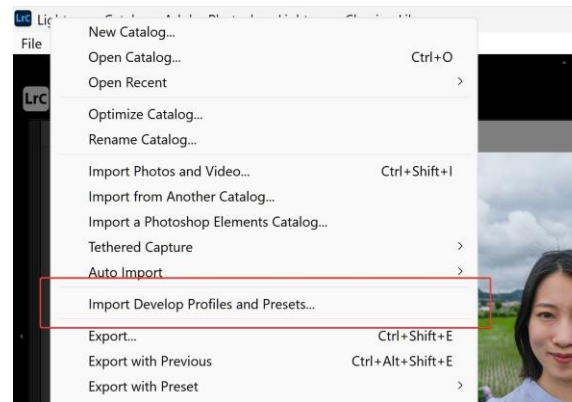 LrC
File
LrC
New Catalog...
Open Catalog... Ctrl+O
Open Recent >
Optimize Catalog...
Rename Catalog...
Import Photos and Video... Ctrl+Shift+I
Import from Another Catalog...
Import a Photoshop Elements Catalog...
Tethered Capture >
Auto Import >
Import Develop Profiles and Presets...
Export... Ctrl+Shift+E
Export with Previous Ctrl+Alt+Shift+E
Export with Preset >